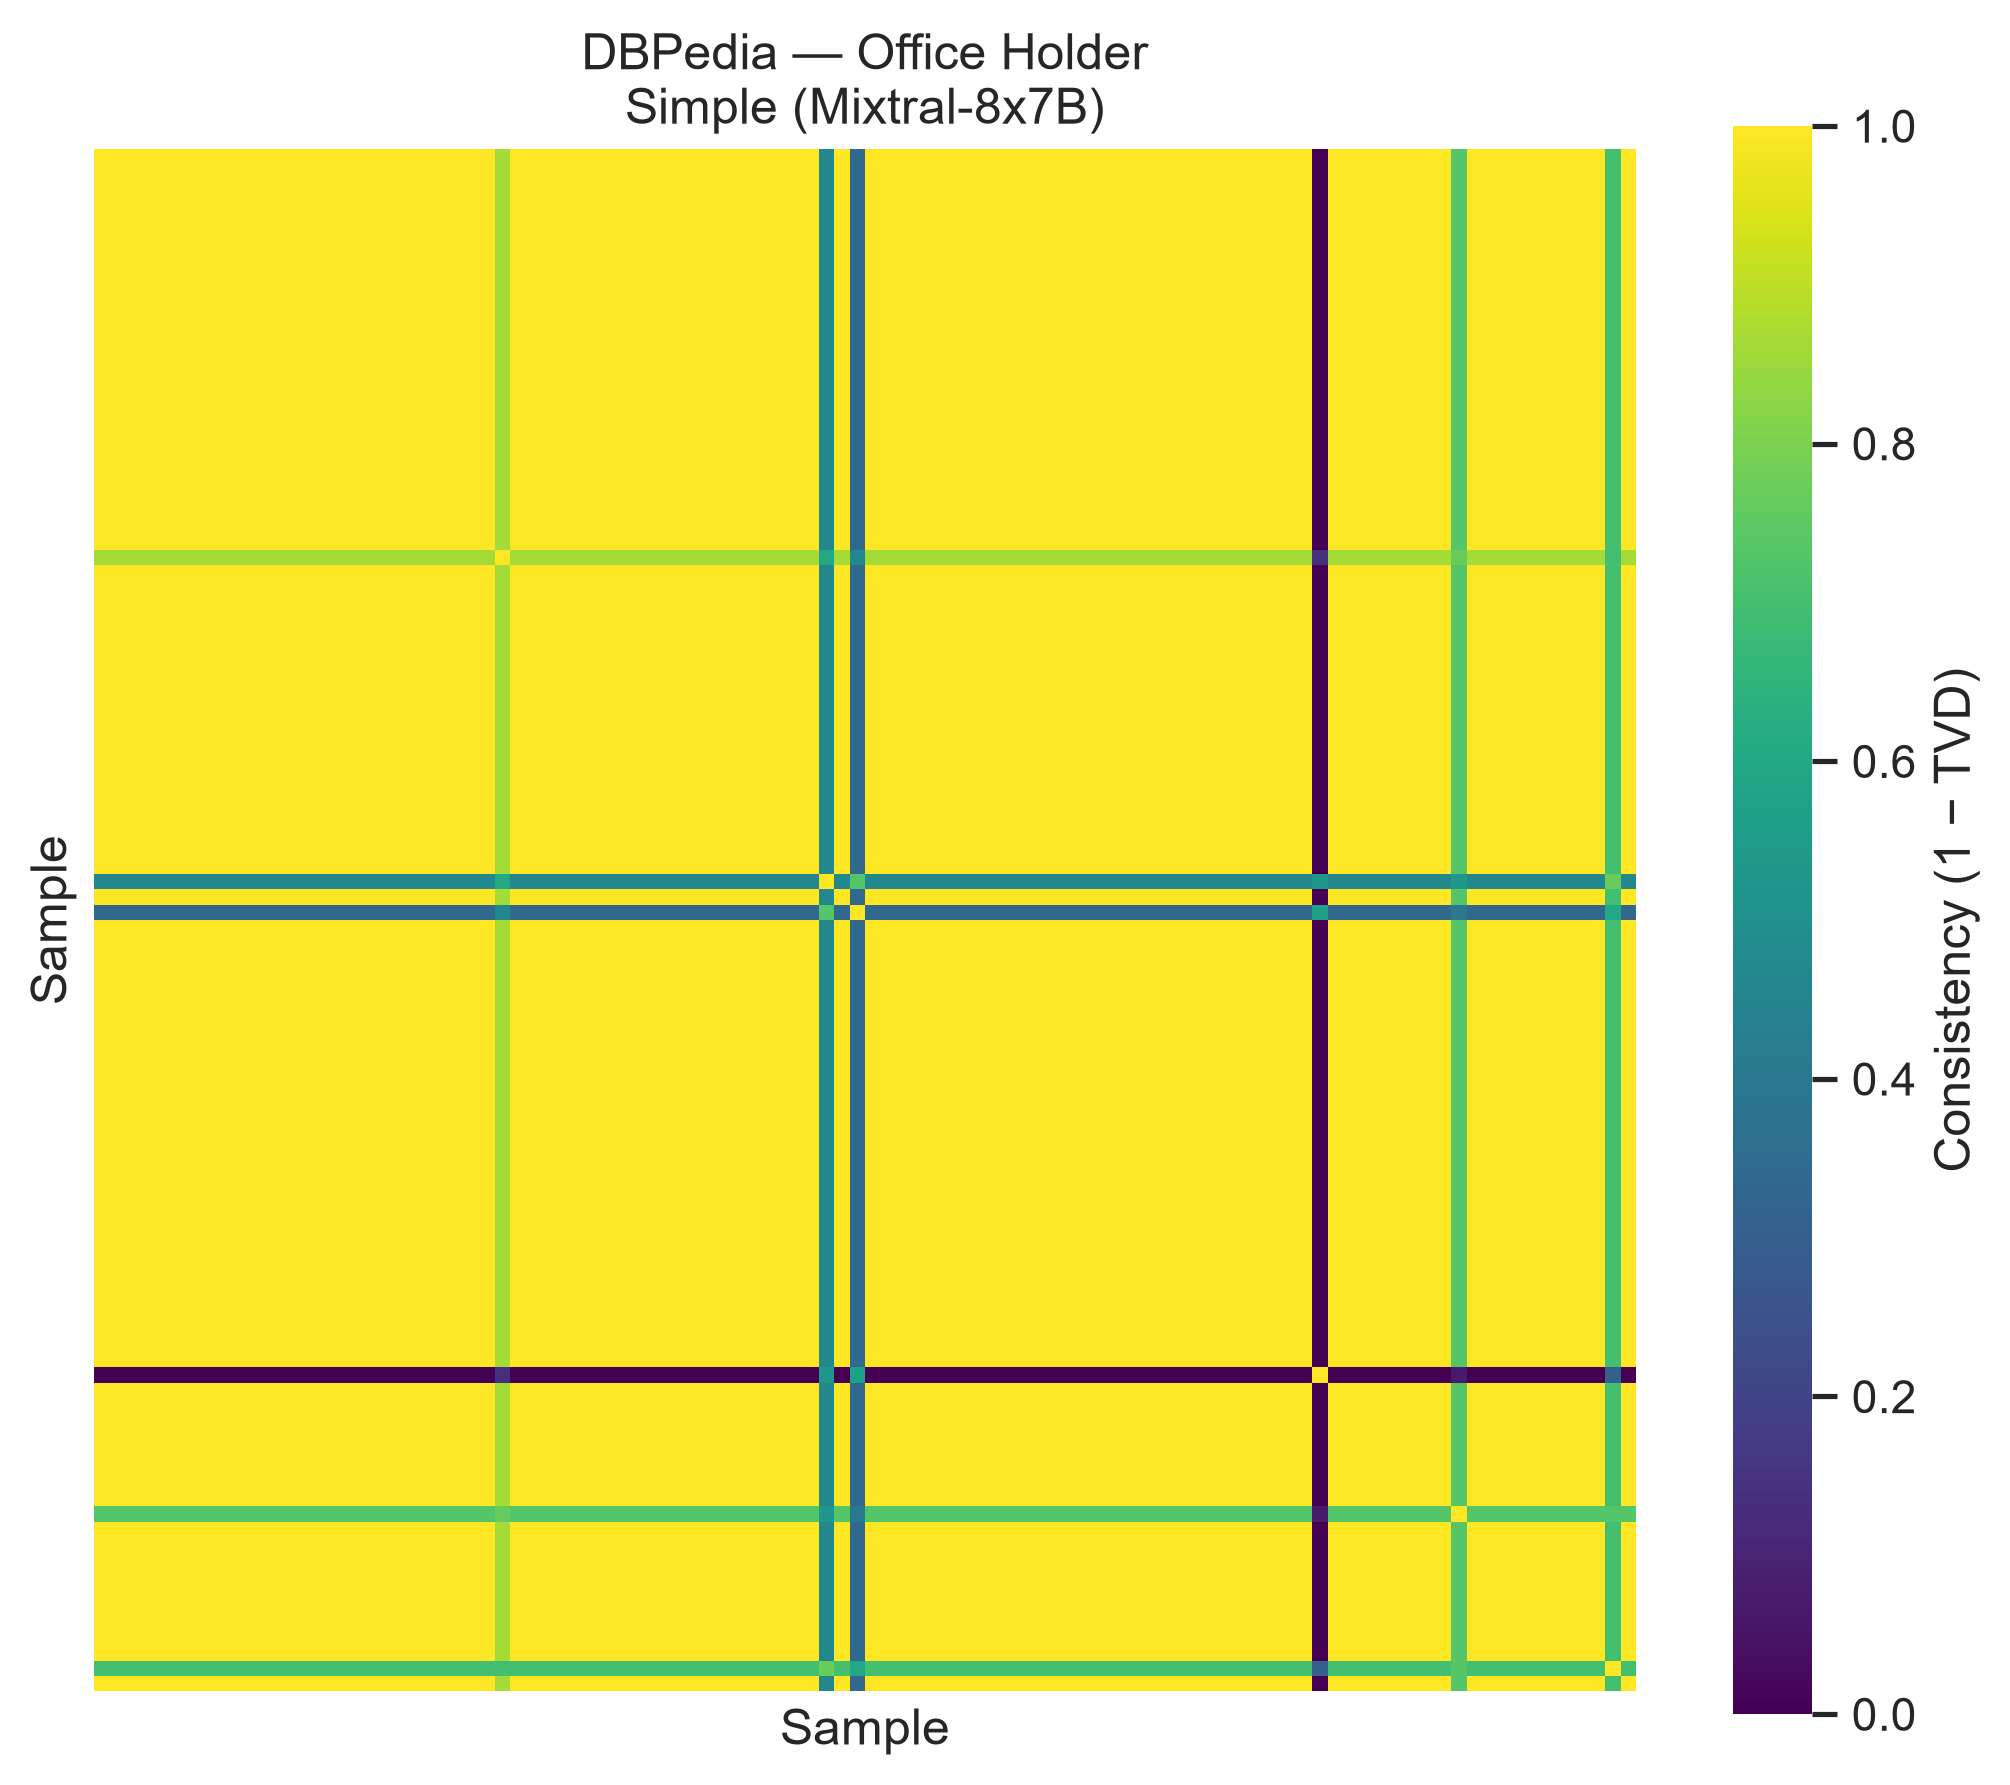 DBPedia — Office Holder
Simple (Mixtral-8x7B)
Sample
Sample
1.0
0.8
0.6
0.4
0.2
0.0
Consistency (1 − TVD)